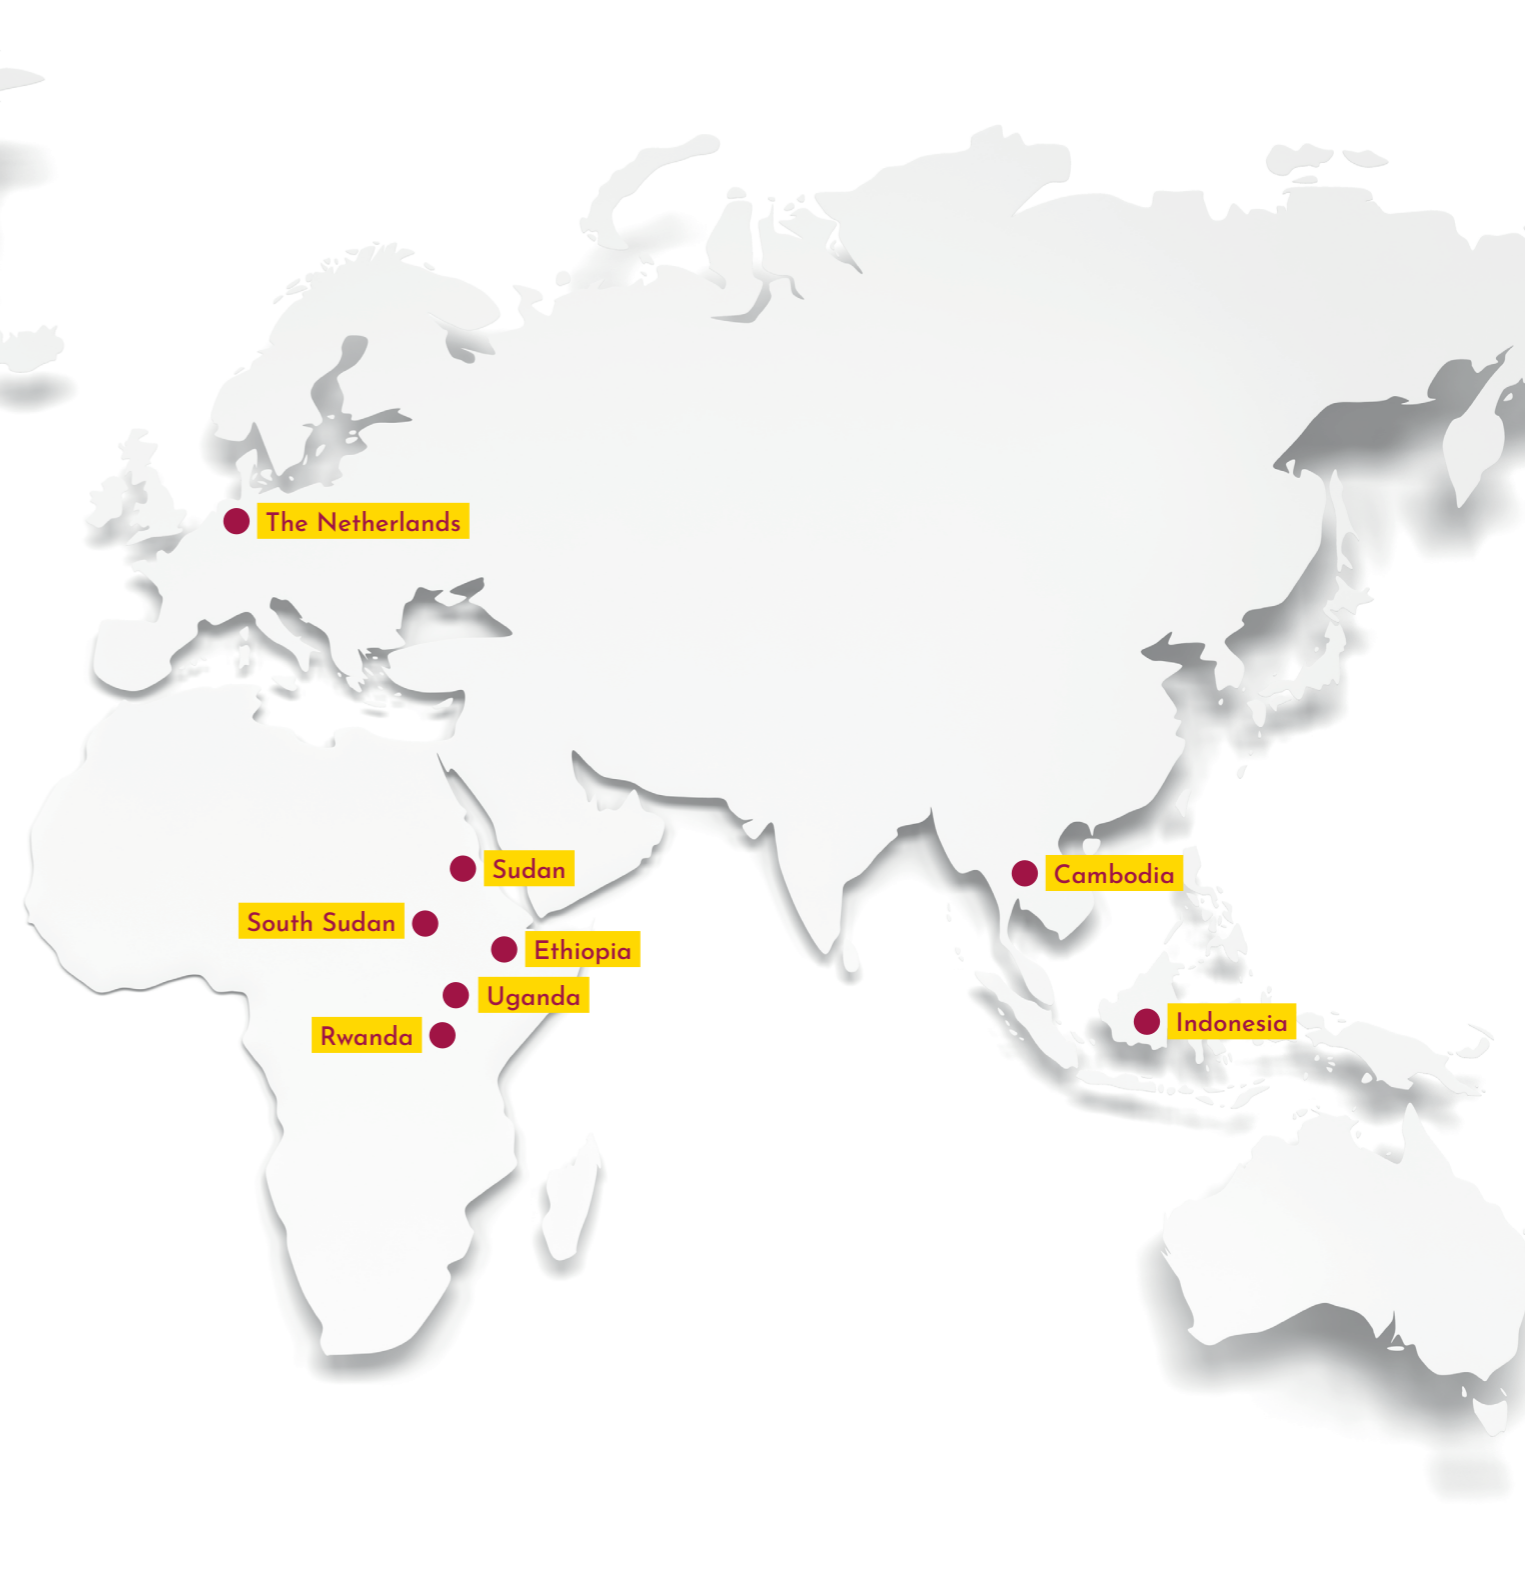 The Netherlands
Sudan
Cambodia
South Sudan
Ethiopia
Uganda
Indonesia
Rwanda